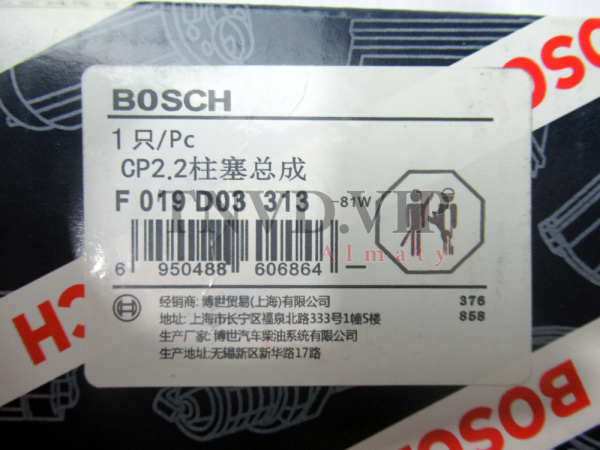 BOSCH
1只/Pc
CP2.2柱塞总成
F 019 D03 313 -81W
TNVD.VIP
Almaty
6 950488 606864
经销商: 博世贸易(上海)有限公司
地址: 上海市长宁区福泉北路333号1幢5楼
生产厂家: 博世汽车柴油系统有限公司
生产地址:无锡新区新华路17路
376
858
BOSCH
BOSCH
BO